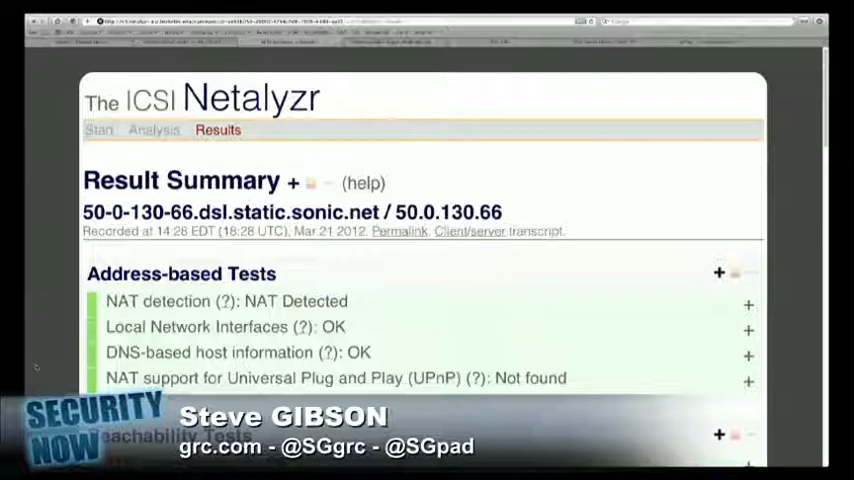 The ICSI Netalyzr
Start Analysis Results
Result Summary + – (help)
50-0-130-66.dsl.static.sonic.net / 50.0.130.66
Recorded at 14:28 EDT (18:28 UTC), Mar 21 2012. Permalink. Client/server transcript.
Address-based Tests + –
NAT detection (?): NAT Detected +
Local Network Interfaces (?): OK +
DNS-based host information (?): OK +
NAT support for Universal Plug and Play (UPnP) (?): Not found +
Reachability Tests + –
SECURITY NOW
Steve GIBSON
grc.com - @SGgrc - @SGpad